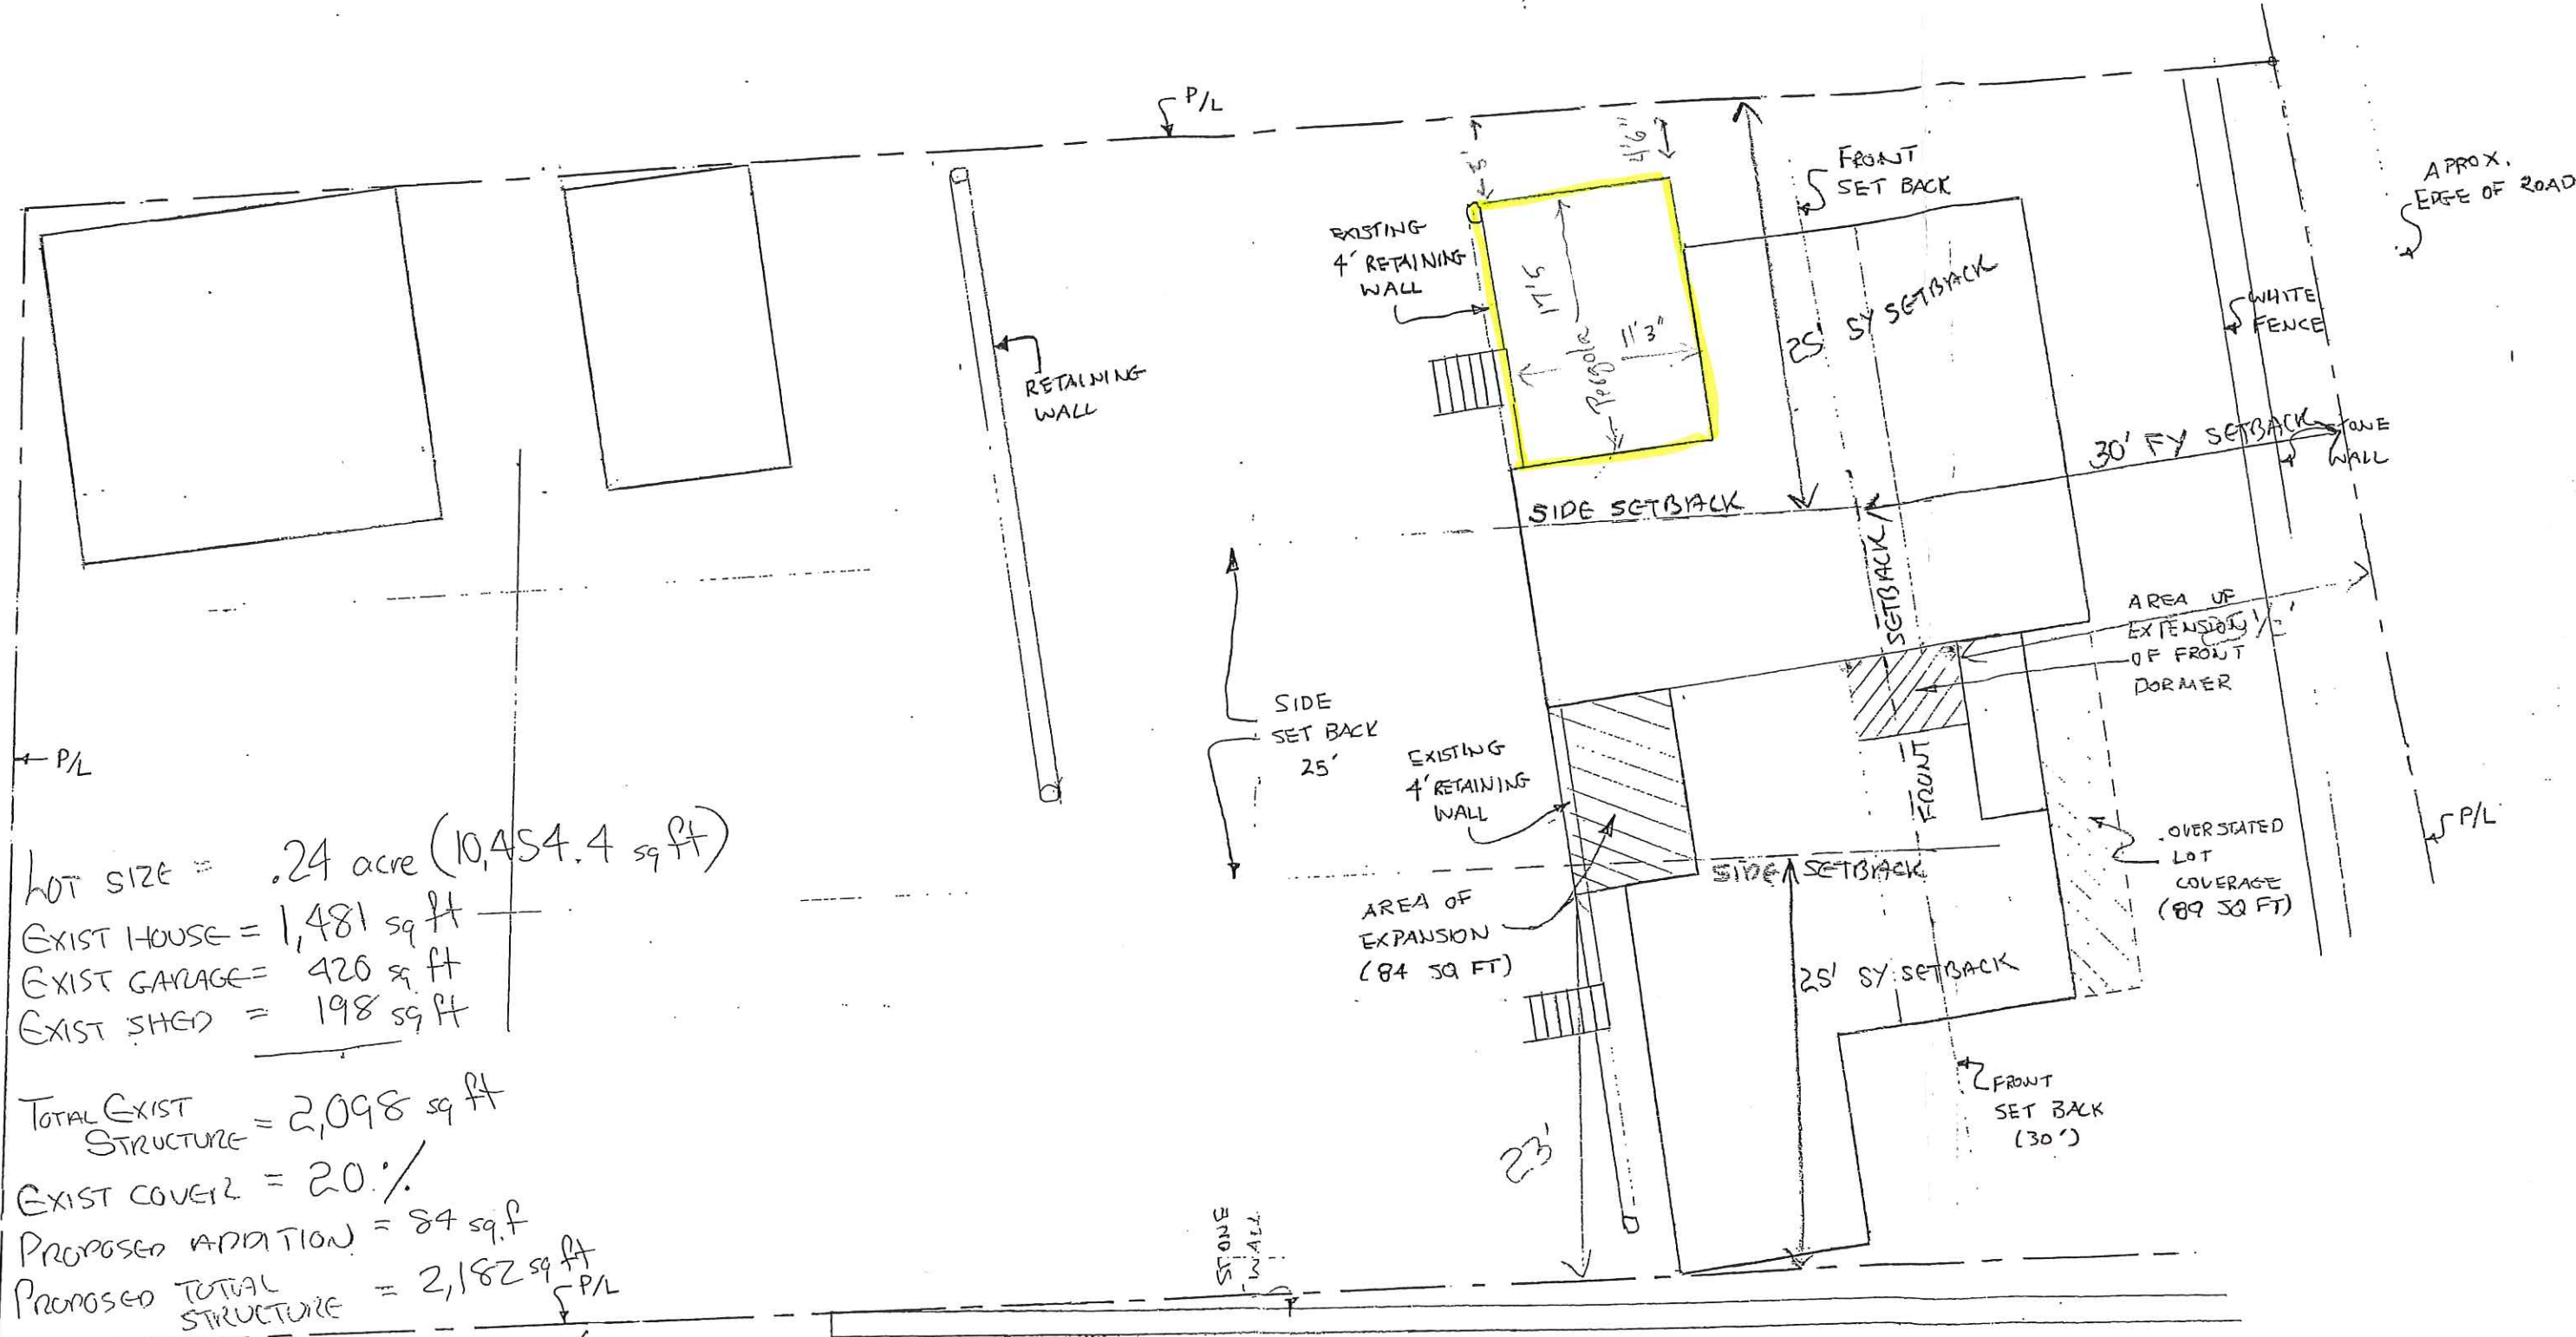 P/L
FRONT
SET BACK
APROX.
EDGE OF ROAD
5'
4'6"
EXISTING
4' RETAINING
WALL
17'5
11'3"
Pergola
25' SY SETBACK
WHITE
FENCE
RETAINING
WALL
30' FY SETBACK
STONE
WALL
SIDE SETBACK
SETBACK
AREA OF
EXTENSION
OF FRONT
DORMER
SIDE
SET BACK
25'
P/L
EXISTING
4' RETAINING
WALL
FRONT
OVERSTATED
LOT
COVERAGE
(89 SQ FT)
P/L
SIDE SETBACK
AREA OF
EXPANSION
(84 SQ FT)
25' SY SETBACK
FRONT
SET BACK
(30')
23'
STONE
WALL
LOT SIZE = .24 acre (10,454.4 sq ft)
EXIST HOUSE = 1,481 sq ft
EXIST GARAGE = 420 sq ft
EXIST SHED = 198 sq ft
TOTAL EXIST
STRUCTURE = 2,098 sq ft
EXIST COVER = 20%
PROPOSED ADDITION = 84 sq.f
PROPOSED TOTAL
STRUCTURE = 2,182 sq ft
P/L